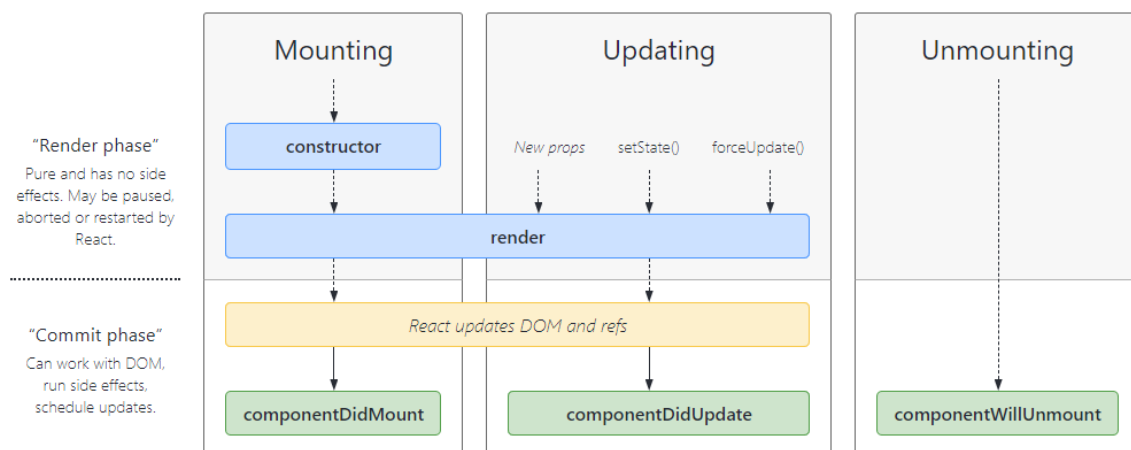 Mounting
Updating
Unmounting
“Render phase”
Pure and has no side
effects. May be paused,
aborted or restarted by
React.
constructor
New props
setState()
forceUpdate()
render
“Commit phase”
Can work with DOM,
run side effects,
schedule updates.
React updates DOM and refs
componentDidMount
componentDidUpdate
componentWillUnmount